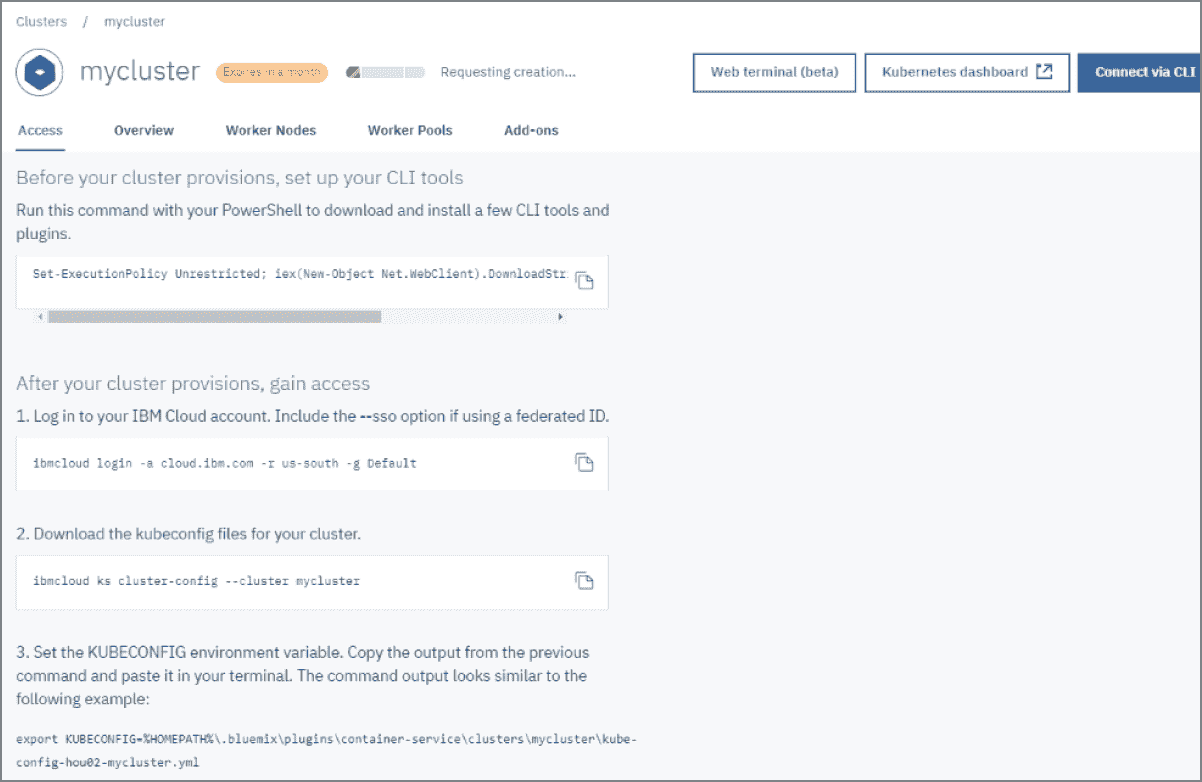 Clusters / mycluster
mycluster Expires in a month Requesting creation... Web terminal (beta) Kubernetes dashboard Connect via CLI
Access Overview Worker Nodes Worker Pools Add-ons
Before your cluster provisions, set up your CLI tools
Run this command with your PowerShell to download and install a few CLI tools and
plugins.
Set-ExecutionPolicy Unrestricted; iex(New-Object Net.WebClient).DownloadStr
After your cluster provisions, gain access
1. Log in to your IBM Cloud account. Include the --sso option if using a federated ID.
ibmcloud login -a cloud.ibm.com -r us-south -g Default
2. Download the kubeconfig files for your cluster.
ibmcloud ks cluster-config --cluster mycluster
3. Set the KUBECONFIG environment variable. Copy the output from the previous
command and paste it in your terminal. The command output looks similar to the
following example:
export KUBECONFIG=%HOMEPATH%\.bluemix\plugins\container-service\clusters\mycluster\kube-
config-hou02-mycluster.yml